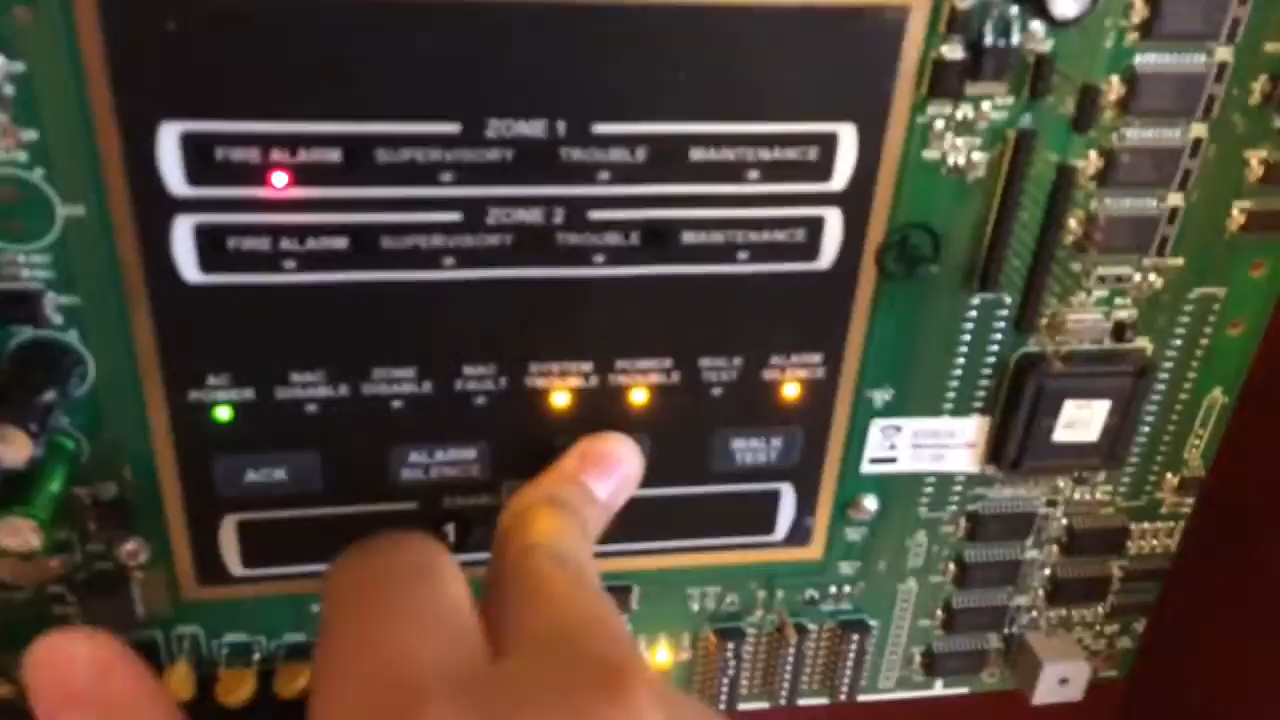 ZONE 1
FIRE ALARM SUPERVISORY TROUBLE MAINTENANCE
ZONE 2
FIRE ALARM SUPERVISORY TROUBLE MAINTENANCE
AC POWER
NAC DISABLE
ZONE DISABLE
NAC FAULT
SYSTEM TROUBLE
POWER TROUBLE
WALK TEST
ALARM SILENCE
ACK
ALARM SILENCE
WALK TEST
1